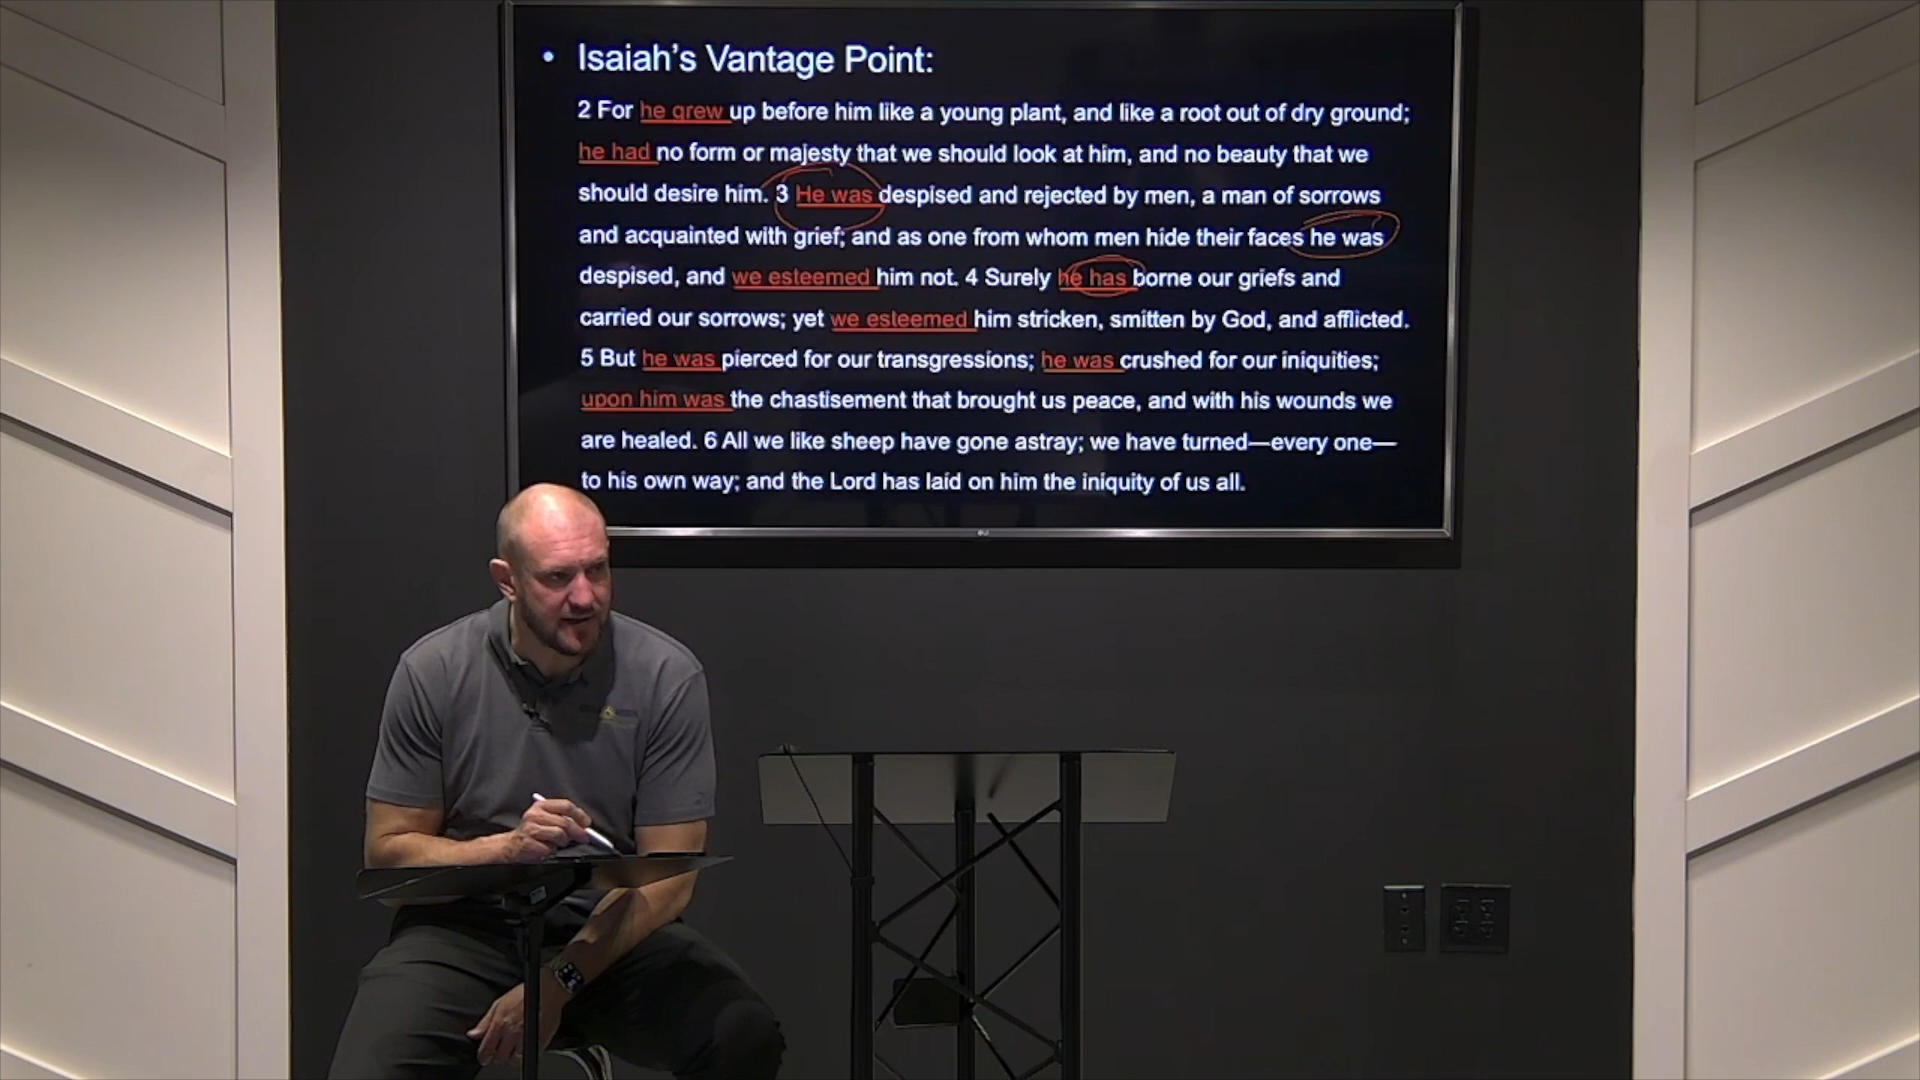 • Isaiah's Vantage Point:
2 For he grew up before him like a young plant, and like a root out of dry ground;
he had no form or majesty that we should look at him, and no beauty that we
should desire him. 3 He was despised and rejected by men, a man of sorrows
and acquainted with grief; and as one from whom men hide their faces he was
despised, and we esteemed him not. 4 Surely he has borne our griefs and
carried our sorrows; yet we esteemed him stricken, smitten by God, and afflicted.
5 But he was pierced for our transgressions; he was crushed for our iniquities;
upon him was the chastisement that brought us peace, and with his wounds we
are healed. 6 All we like sheep have gone astray; we have turned—every one—
to his own way; and the Lord has laid on him the iniquity of us all.